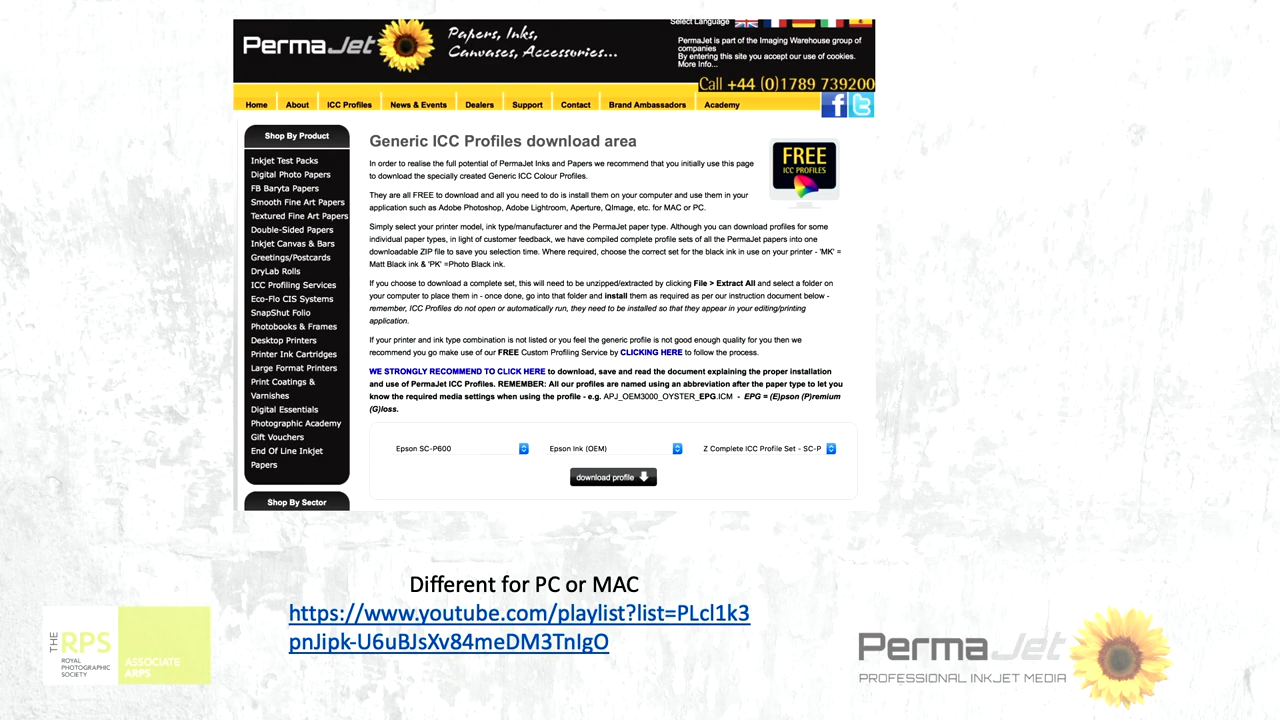 Select Language
PermaJet
Papers, Inks,
Canvases, Accessories...
PermaJet is part of the Imaging Warehouse group of
companies
By entering this site you accept our use of cookies.
More Info...
Call +44 (0)1789 739200
Home About ICC Profiles News & Events Dealers Support Contact Brand Ambassadors Academy
Shop By Product
Inkjet Test Packs
Digital Photo Papers
FB Baryta Papers
Smooth Fine Art Papers
Textured Fine Art Papers
Double-Sided Papers
Inkjet Canvas & Bars
Greetings/Postcards
DryLab Rolls
ICC Profiling Services
Eco-Flo CIS Systems
SnapShut Folio
Photobooks & Frames
Desktop Printers
Printer Ink Cartridges
Large Format Printers
Print Coatings &
Varnishes
Digital Essentials
Photographic Academy
Gift Vouchers
End Of Line Inkjet
Papers
Shop By Sector
Generic ICC Profiles download area
FREE
ICC PROFILES
In order to realise the full potential of PermaJet Inks and Papers we recommend that you initially use this page
to download the specially created Generic ICC Colour Profiles.
They are all FREE to download and all you need to do is install them on your computer and use them in your
application such as Adobe Photoshop, Adobe Lightroom, Aperture, QImage, etc. for MAC or PC.
Simply select your printer model, ink type/manufacturer and the PermaJet paper type. Although you can download profiles for some
individual paper types, in light of customer feedback, we have compiled complete profile sets of all the PermaJet papers into one
downloadable ZIP file to save you selection time. Where required, choose the correct set for the black ink in use on your printer - 'MK' =
Matt Black ink & 'PK' =Photo Black ink.
If you choose to download a complete set, this will need to be unzipped/extracted by clicking File > Extract All and select a folder on
your computer to place them in - once done, go into that folder and install them as required as per our instruction document below -
remember, ICC Profiles do not open or automatically run, they need to be installed so that they appear in your editing/printing
application.
If your printer and ink type combination is not listed or you feel the generic profile is not good enough quality for you then we
recommend you go make use of our FREE Custom Profiling Service by CLICKING HERE to follow the process.
WE STRONGLY RECOMMEND TO CLICK HERE to download, save and read the document explaining the proper installation
and use of PermaJet ICC Profiles. REMEMBER: All our profiles are named using an abbreviation after the paper type to let you
know the required media settings when using the profile - e.g. APJ_OEM3000_OYSTER_EPG.ICM - EPG = (E)pson (P)remium
(G)loss.
Epson SC-P600 Epson Ink (OEM) Z Complete ICC Profile Set - SC-P
download profile
Different for PC or MAC
https://www.youtube.com/playlist?list=PLcl1k3
pnJipk-U6uBJsXv84meDM3TnIgO
THE RPS
ROYAL
PHOTOGRAPHIC
SOCIETY
ASSOCIATE
ARPS
PermaJet
PROFESSIONAL INKJET MEDIA